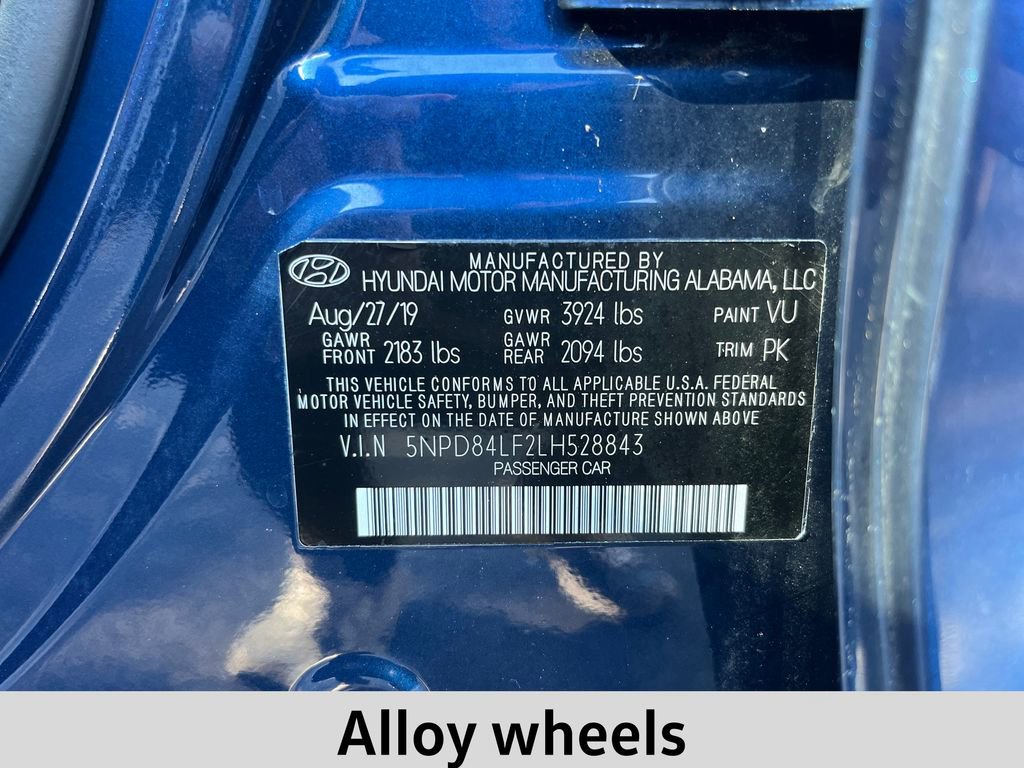 MANUFACTURED BY
HYUNDAI MOTOR MANUFACTURING ALABAMA, LLC
Aug/27/19 GVWR 3924 lbs PAINT VU
GAWR FRONT 2183 lbs GAWR REAR 2094 lbs TRIM PK
THIS VEHICLE CONFORMS TO ALL APPLICABLE U.S.A. FEDERAL
MOTOR VEHICLE SAFETY, BUMPER, AND THEFT PREVENTION STANDARDS
IN EFFECT ON THE DATE OF MANUFACTURE SHOWN ABOVE
V.I.N 5NPD84LF2LH528843
PASSENGER CAR
Alloy wheels